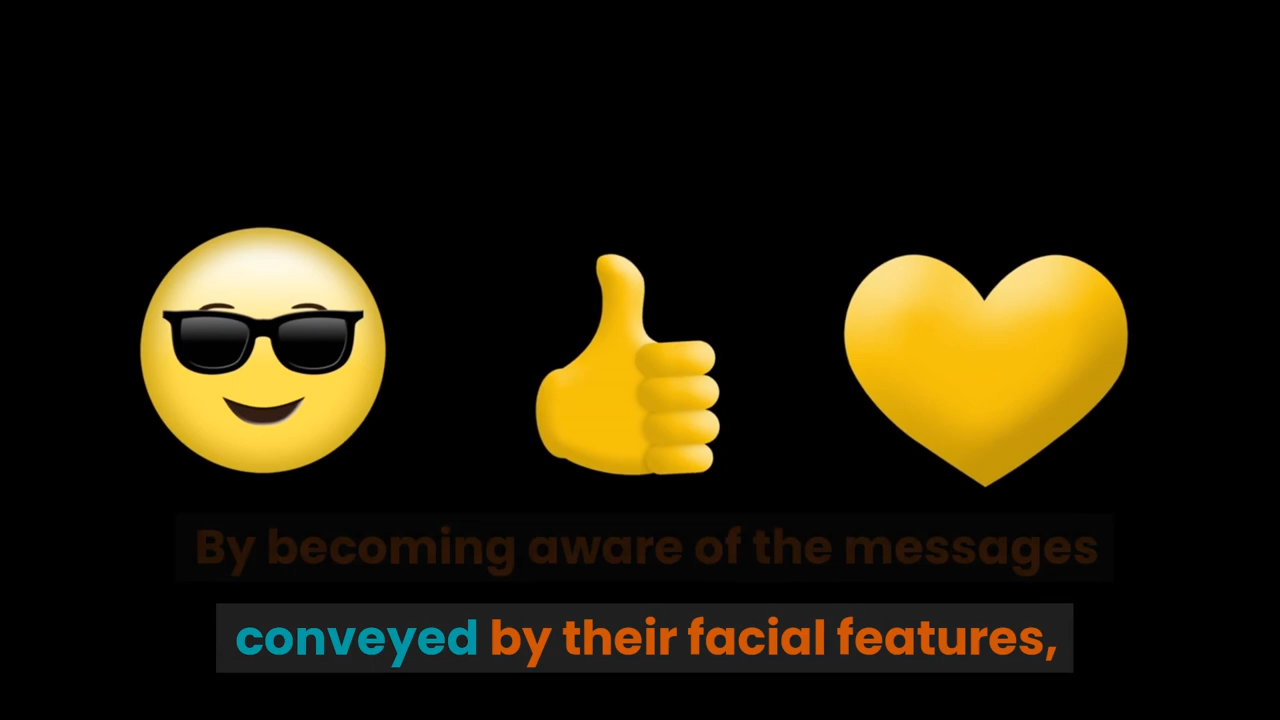 By becoming aware of the messages
conveyed by their facial features,